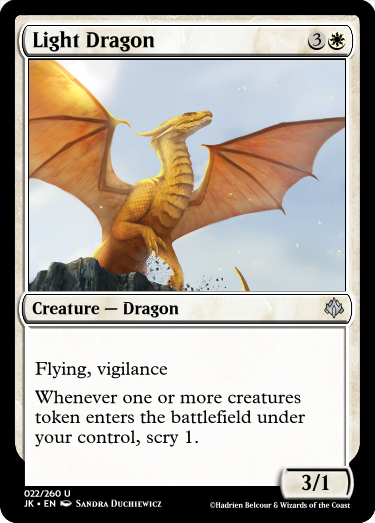 Light Dragon 3
Creature — Dragon
Flying, vigilance
Whenever one or more creatures
token enters the battlefield under
your control, scry 1.
3/1
022/260 U
JK • EN SANDRA DUCHIEWICZ
©Hadrien Belcour & Wizards of the Coast